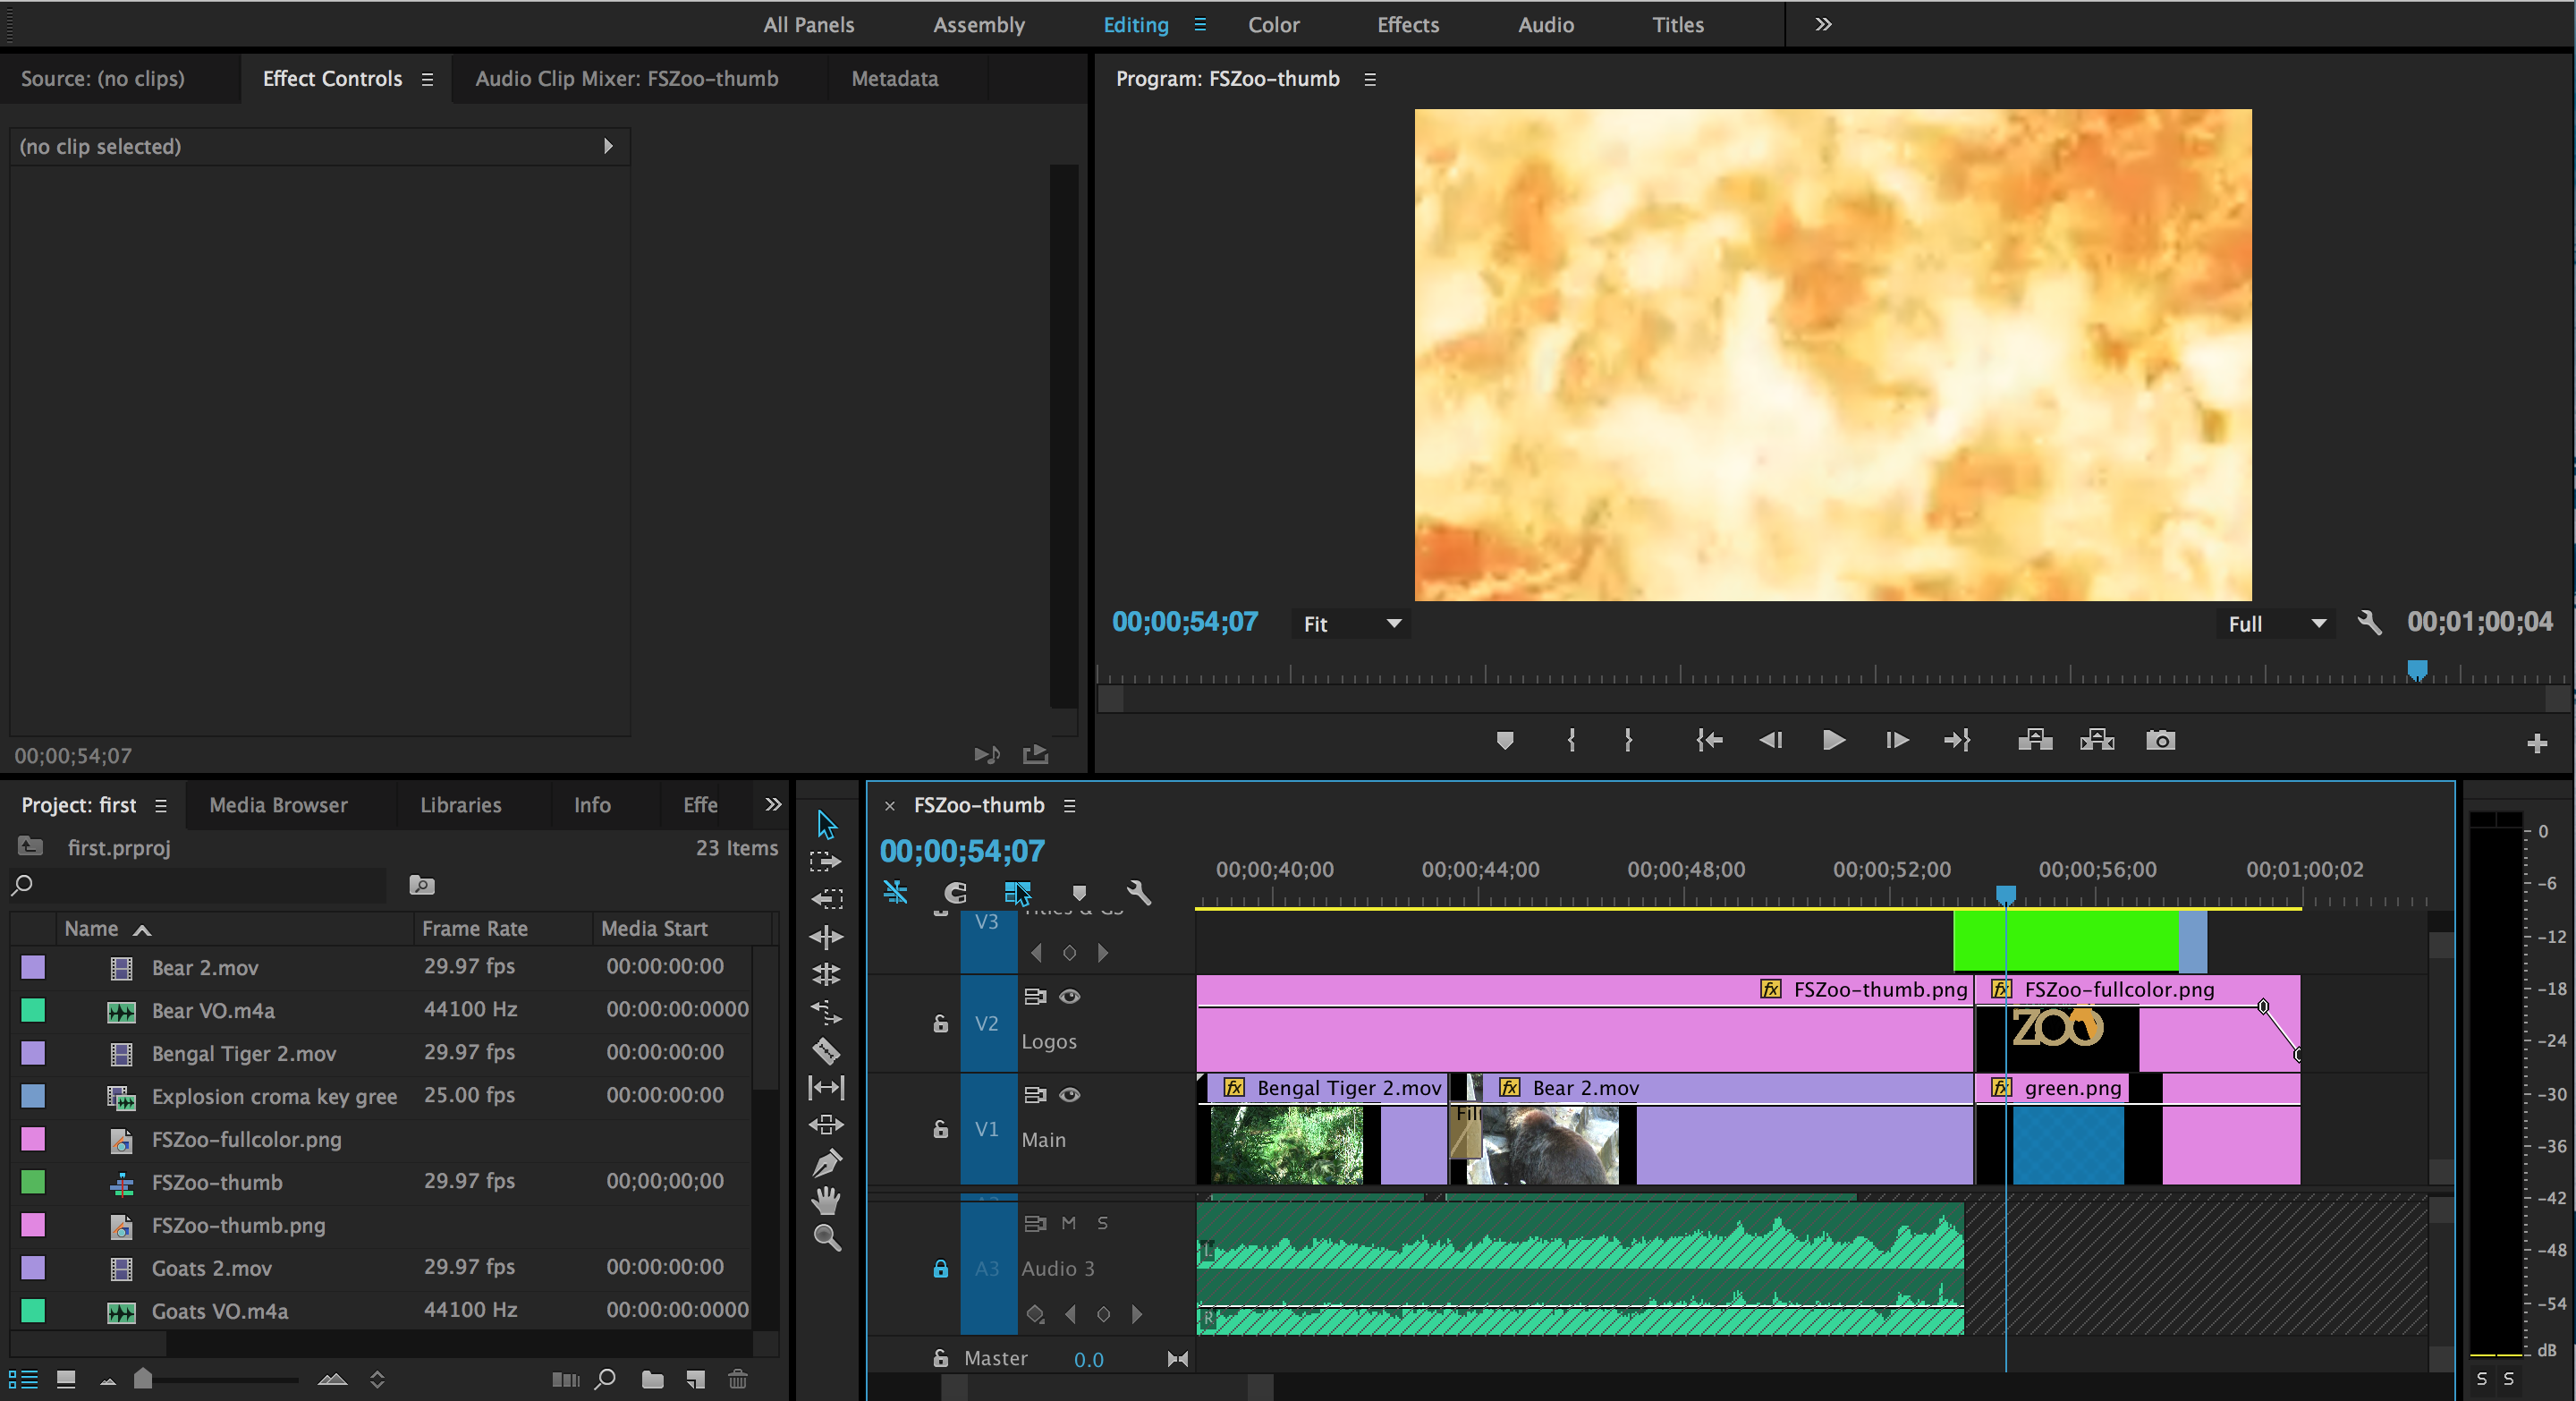 All Panels Assembly Editing Color Effects Audio Titles
Source: (no clips) Effect Controls Audio Clip Mixer: FSZoo-thumb Metadata
(no clip selected)
00;00;54;07
Program: FSZoo-thumb
00;00;54;07 Fit Full 00;01;00;04
Project: first Media Browser Libraries Info Effe
first.prproj 23 Items
Name Frame Rate Media Start
Bear 2.mov 29.97 fps 00:00:00:00
Bear VO.m4a 44100 Hz 00:00:00:0000
Bengal Tiger 2.mov 29.97 fps 00:00:00:00
Explosion croma key gree 25.00 fps 00:00:00:00
FSZoo-fullcolor.png
FSZoo-thumb 29.97 fps 00;00;00;00
FSZoo-thumb.png
Goats 2.mov 29.97 fps 00:00:00:00
Goats VO.m4a 44100 Hz 00:00:00:0000
FSZoo-thumb
00;00;54;07
00;00;40;00 00;00;44;00 00;00;48;00 00;00;52;00 00;00;56;00 00;01;00;02
V3
fx FSZoo-thumb.png fx FSZoo-fullcolor.png
V2 Logos
ZOO
fx Bengal Tiger 2.mov fx Bear 2.mov fx green.png
V1 Main
M S
L
A3 Audio 3
R
Master 0.0
0
-6
-12
-18
-24
-30
-36
-42
-48
-54
dB
S S